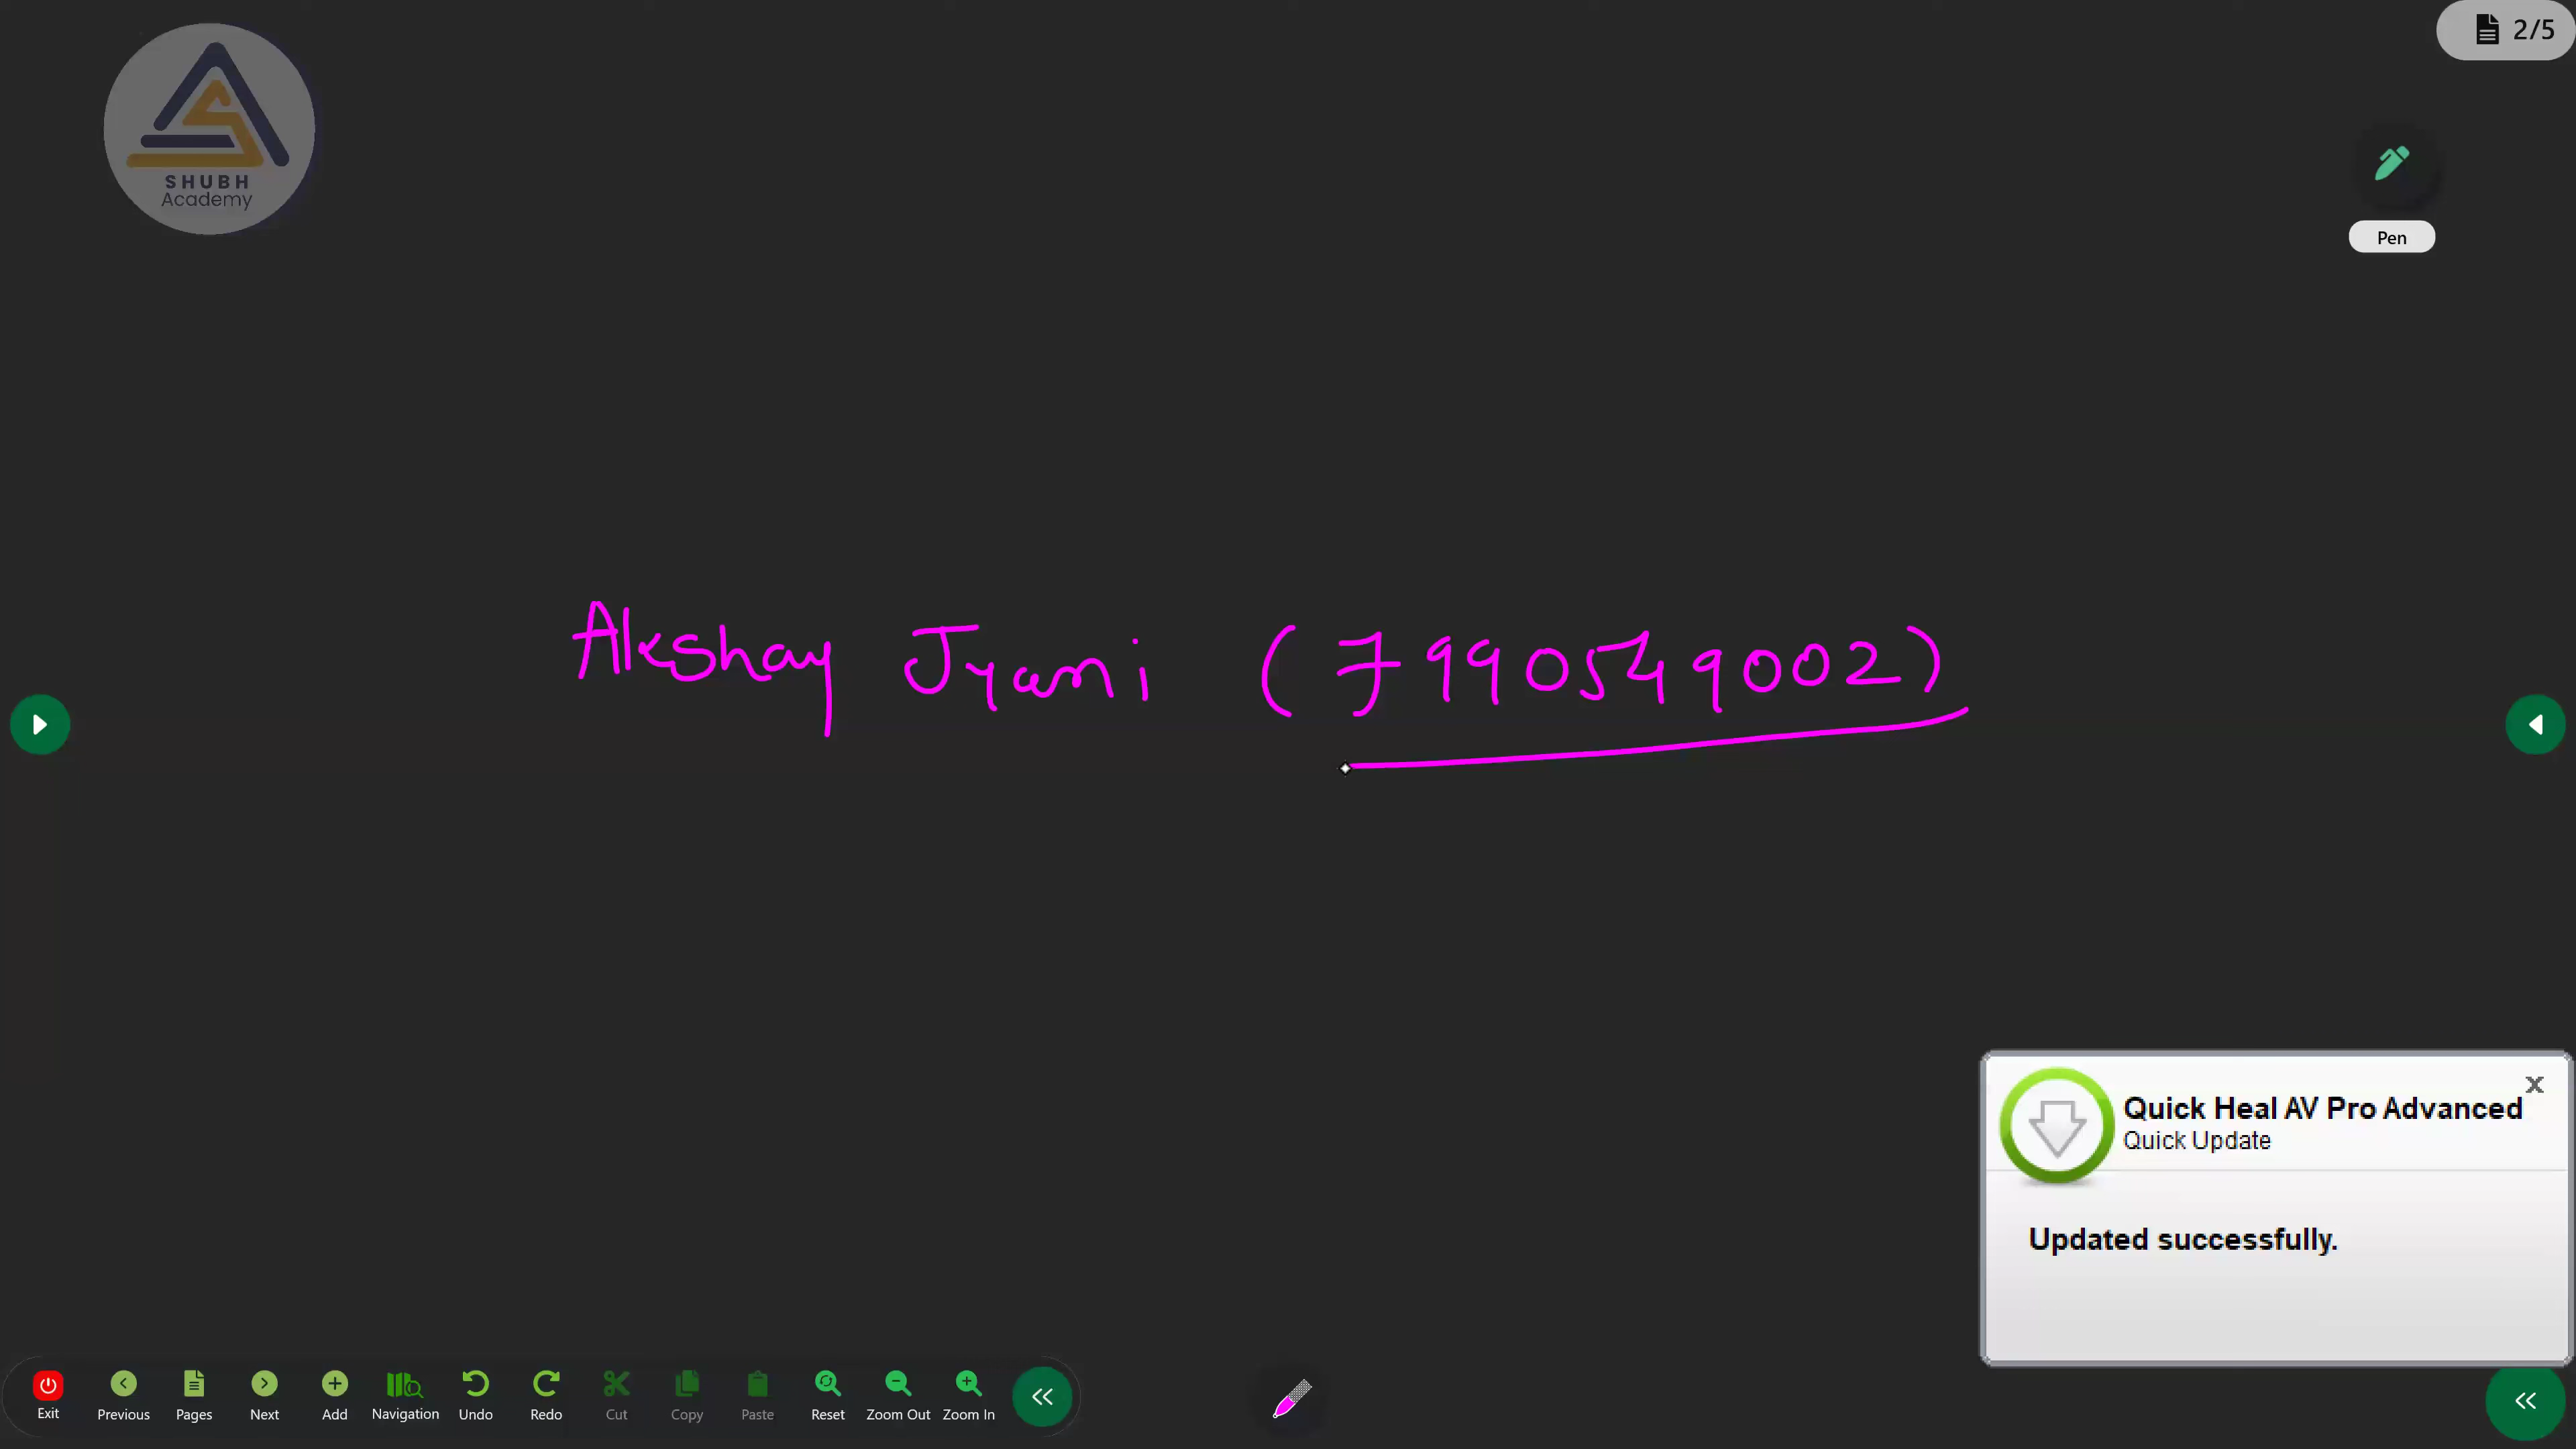 2/5
SHUBH
Academy
Pen
Akshay Jyani (7990549002)
Quick Heal AV Pro Advanced
x
Quick Update
Updated successfully.
Exit Previous Pages Next Add Navigation Undo Redo Cut Copy Paste Reset Zoom Out Zoom In